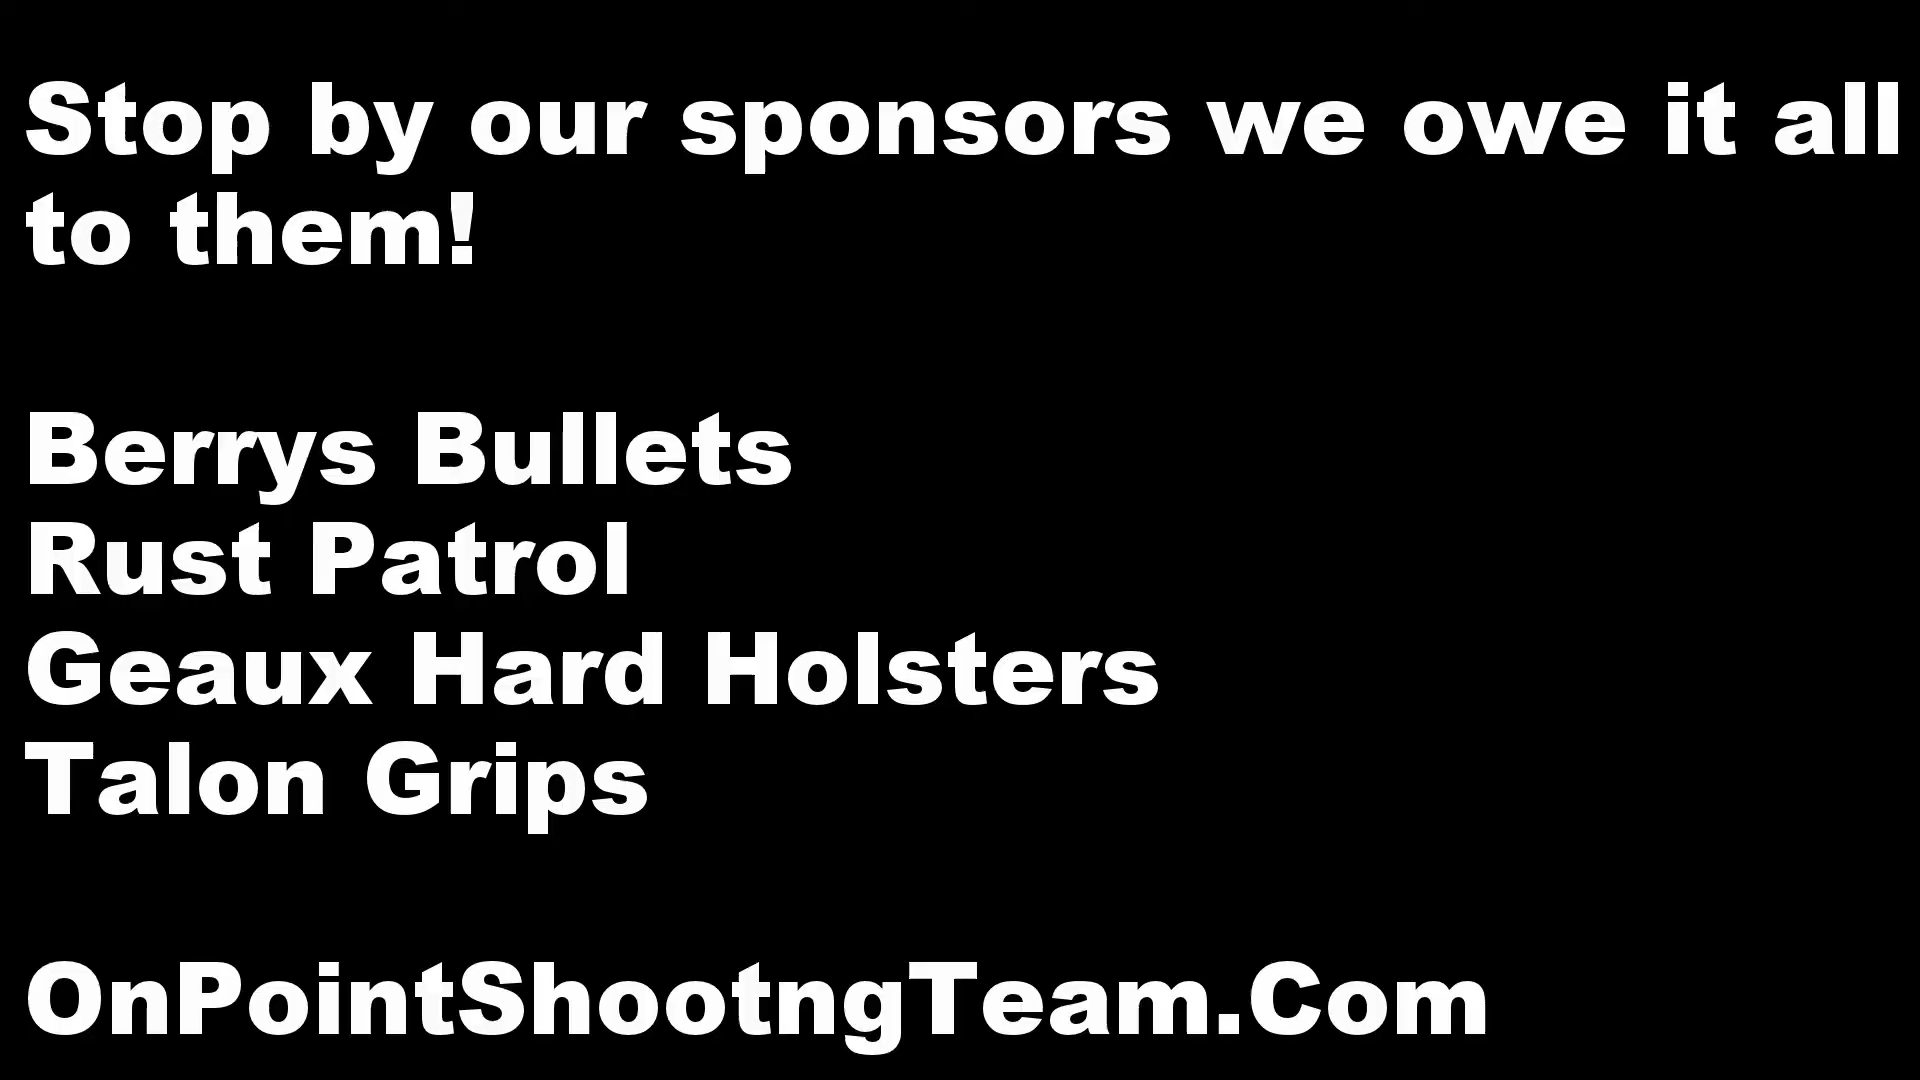 Stop by our sponsors we owe it all
to them!
Berrys Bullets
Rust Patrol
Geaux Hard Holsters
Talon Grips
OnPointShootngTeam.Com